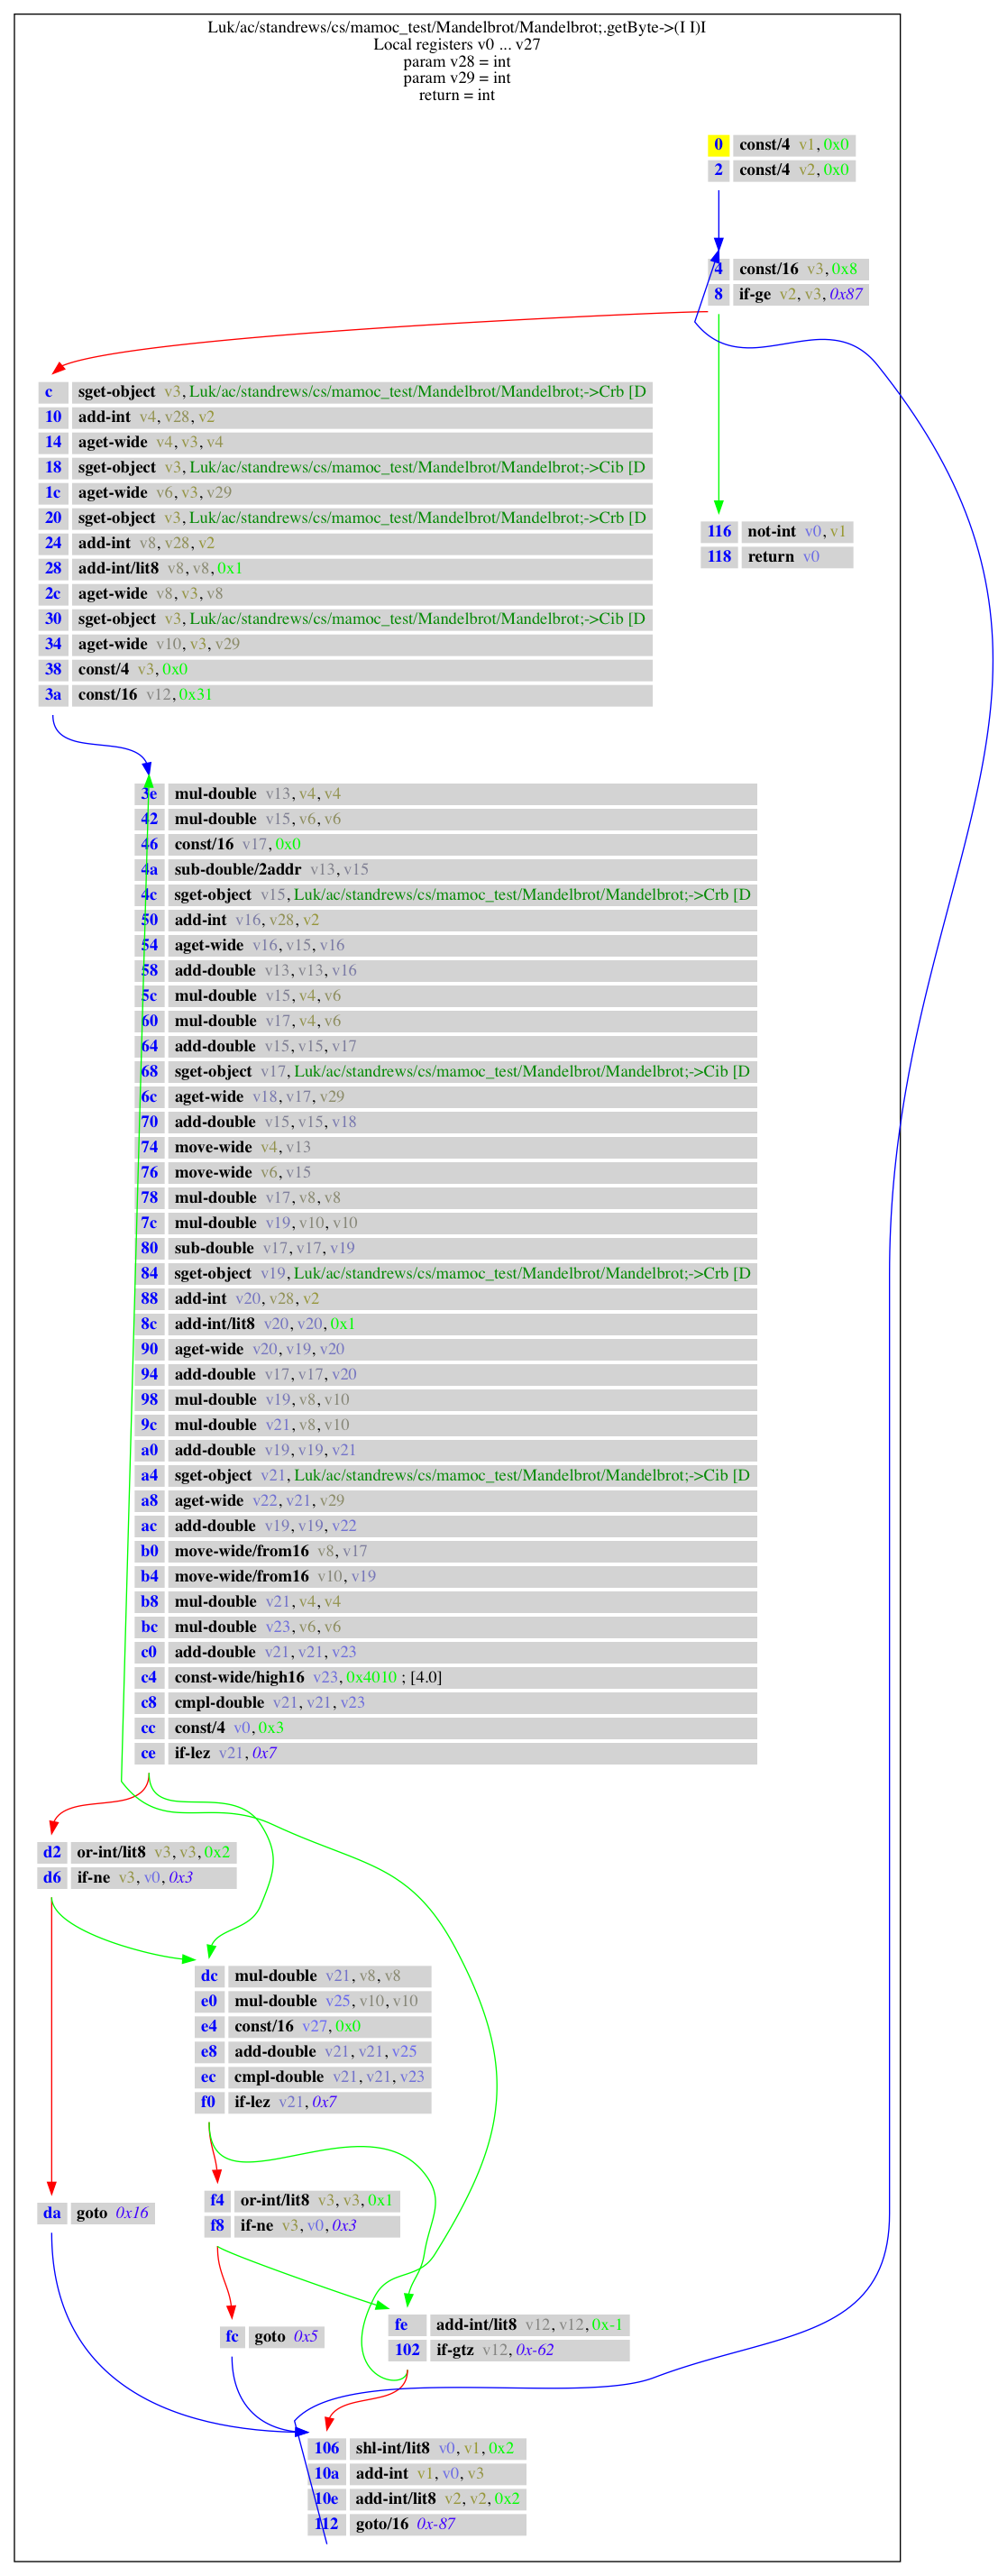 Luk/ac/standrews/cs/mamoc_test/Mandelbrot/Mandelbrot;.getByte->(I I)I
Local registers v0 ... v27
param v28 = int
param v29 = int
return = int
0 const/4 v1, 0x0
2 const/4 v2, 0x0
4 const/16 v3, 0x8
8 if-ge v2, v3, 0x87
c sget-object v3, Luk/ac/standrews/cs/mamoc_test/Mandelbrot/Mandelbrot;->Crb [D
10 add-int v4, v28, v2
14 aget-wide v4, v3, v4
18 sget-object v3, Luk/ac/standrews/cs/mamoc_test/Mandelbrot/Mandelbrot;->Cib [D
1c aget-wide v6, v3, v29
20 sget-object v3, Luk/ac/standrews/cs/mamoc_test/Mandelbrot/Mandelbrot;->Crb [D
24 add-int v8, v28, v2
28 add-int/lit8 v8, v8, 0x1
2c aget-wide v8, v3, v8
30 sget-object v3, Luk/ac/standrews/cs/mamoc_test/Mandelbrot/Mandelbrot;->Cib [D
34 aget-wide v10, v3, v29
38 const/4 v3, 0x0
3a const/16 v12, 0x31
116 not-int v0, v1
118 return v0
3e mul-double v13, v4, v4
42 mul-double v15, v6, v6
46 const/16 v17, 0x0
4a sub-double/2addr v13, v15
4c sget-object v15, Luk/ac/standrews/cs/mamoc_test/Mandelbrot/Mandelbrot;->Crb [D
50 add-int v16, v28, v2
54 aget-wide v16, v15, v16
58 add-double v13, v13, v16
5c mul-double v15, v4, v6
60 mul-double v17, v4, v6
64 add-double v15, v15, v17
68 sget-object v17, Luk/ac/standrews/cs/mamoc_test/Mandelbrot/Mandelbrot;->Cib [D
6c aget-wide v18, v17, v29
70 add-double v15, v15, v18
74 move-wide v4, v13
76 move-wide v6, v15
78 mul-double v17, v8, v8
7c mul-double v19, v10, v10
80 sub-double v17, v17, v19
84 sget-object v19, Luk/ac/standrews/cs/mamoc_test/Mandelbrot/Mandelbrot;->Crb [D
88 add-int v20, v28, v2
8c add-int/lit8 v20, v20, 0x1
90 aget-wide v20, v19, v20
94 add-double v17, v17, v20
98 mul-double v19, v8, v10
9c mul-double v21, v8, v10
a0 add-double v19, v19, v21
a4 sget-object v21, Luk/ac/standrews/cs/mamoc_test/Mandelbrot/Mandelbrot;->Cib [D
a8 aget-wide v22, v21, v29
ac add-double v19, v19, v22
b0 move-wide/from16 v8, v17
b4 move-wide/from16 v10, v19
b8 mul-double v21, v4, v4
bc mul-double v23, v6, v6
c0 add-double v21, v21, v23
c4 const-wide/high16 v23, 0x4010 ; [4.0]
c8 cmpl-double v21, v21, v23
cc const/4 v0, 0x3
ce if-lez v21, 0x7
d2 or-int/lit8 v3, v3, 0x2
d6 if-ne v3, v0, 0x3
dc mul-double v21, v8, v8
e0 mul-double v25, v10, v10
e4 const/16 v27, 0x0
e8 add-double v21, v21, v25
ec cmpl-double v21, v21, v23
f0 if-lez v21, 0x7
da goto 0x16
f4 or-int/lit8 v3, v3, 0x1
f8 if-ne v3, v0, 0x3
fc goto 0x5
fe add-int/lit8 v12, v12, 0x-1
102 if-gtz v12, 0x-62
106 shl-int/lit8 v0, v1, 0x2
10a add-int v1, v0, v3
10e add-int/lit8 v2, v2, 0x2
112 goto/16 0x-87